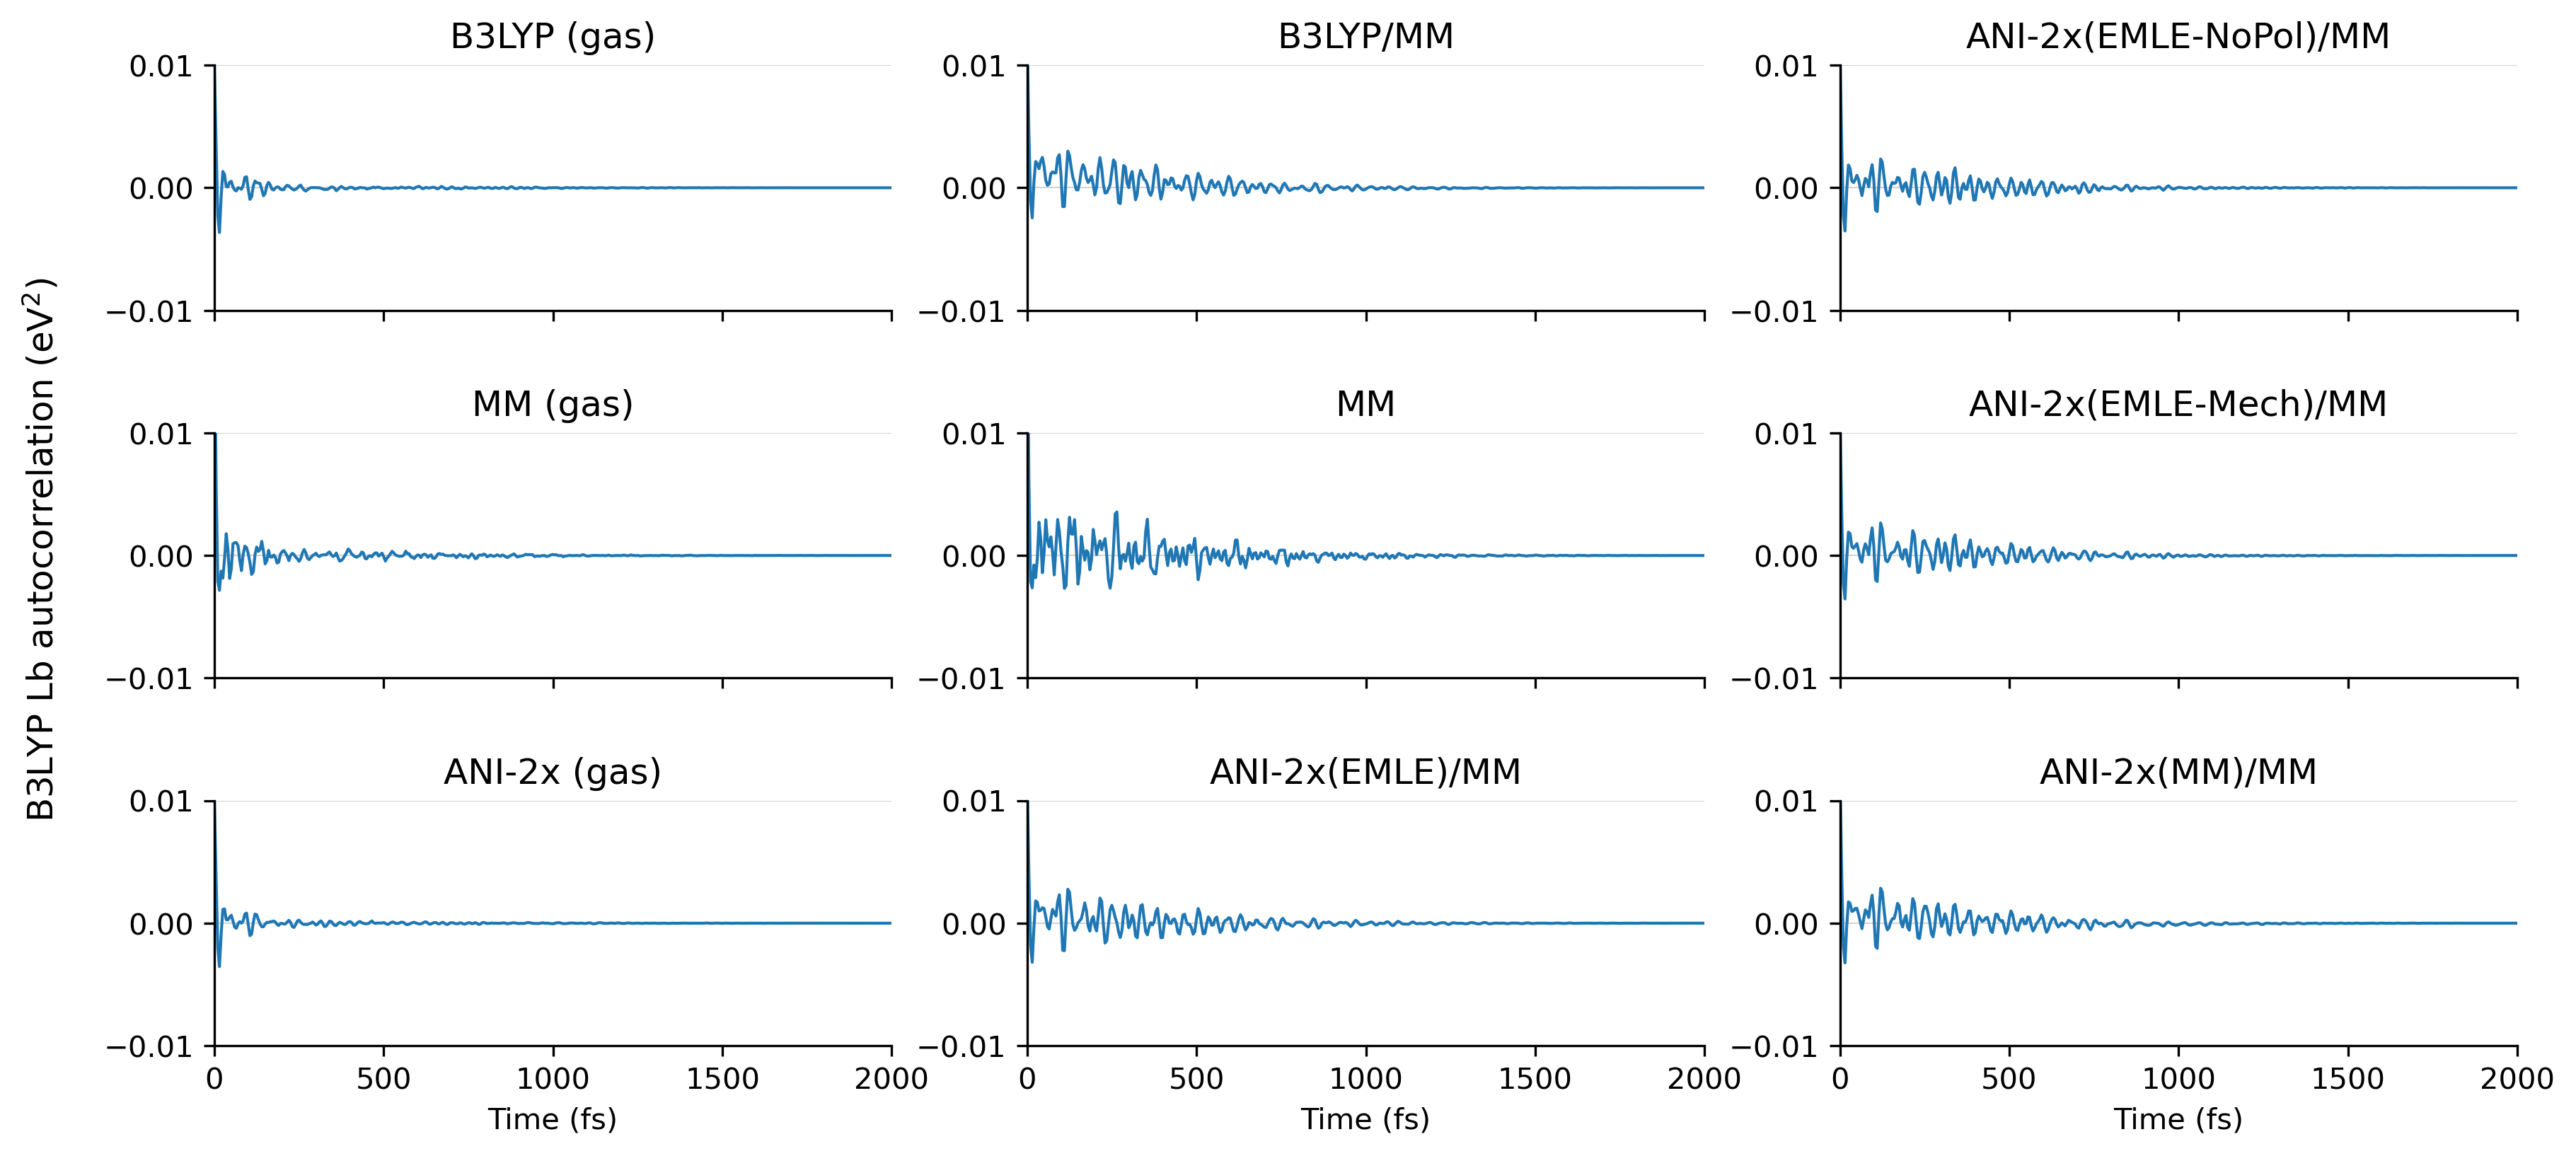 B3LYP (gas)
B3LYP/MM
ANI-2x(EMLE-NoPol)/MM
0.01
0.00
−0.01
0.01
0.00
−0.01
0.01
0.00
−0.01
MM (gas)
MM
ANI-2x(EMLE-Mech)/MM
0.01
0.00
−0.01
0.01
0.00
−0.01
0.01
0.00
−0.01
B3LYP Lb autocorrelation (eV²)
ANI-2x (gas)
ANI-2x(EMLE)/MM
ANI-2x(MM)/MM
0.01
0.00
−0.01
0.01
0.00
−0.01
0.01
0.00
−0.01
0 500 1000 1500 2000
0 500 1000 1500 2000
0 500 1000 1500 2000
Time (fs)
Time (fs)
Time (fs)